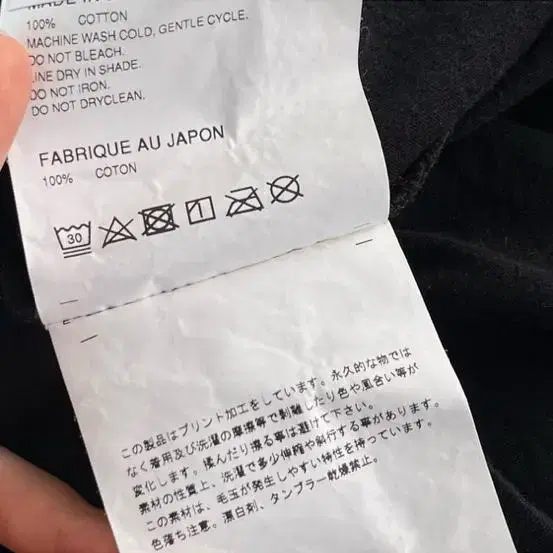 MADE IN
100% COTTON
MACHINE WASH COLD, GENTLE CYCLE.
DO NOT BLEACH.
LINE DRY IN SHADE.
DO NOT IRON.
DO NOT DRYCLEAN.
FABRIQUE AU JAPON
100% COTON
30
この製品はプリント加工をしています。永久的な物では
なく着用及び洗濯の摩擦等で剥離したり色や風合い等が
変化します。揉んだり擦る事は避けて下さい。
素材の性質上、洗濯で多少伸縮や斜行する事があります。
この素材は、毛玉が発生しやすい特性を持っています。
色落ち注意。漂白剤、タンブラー乾燥禁止。